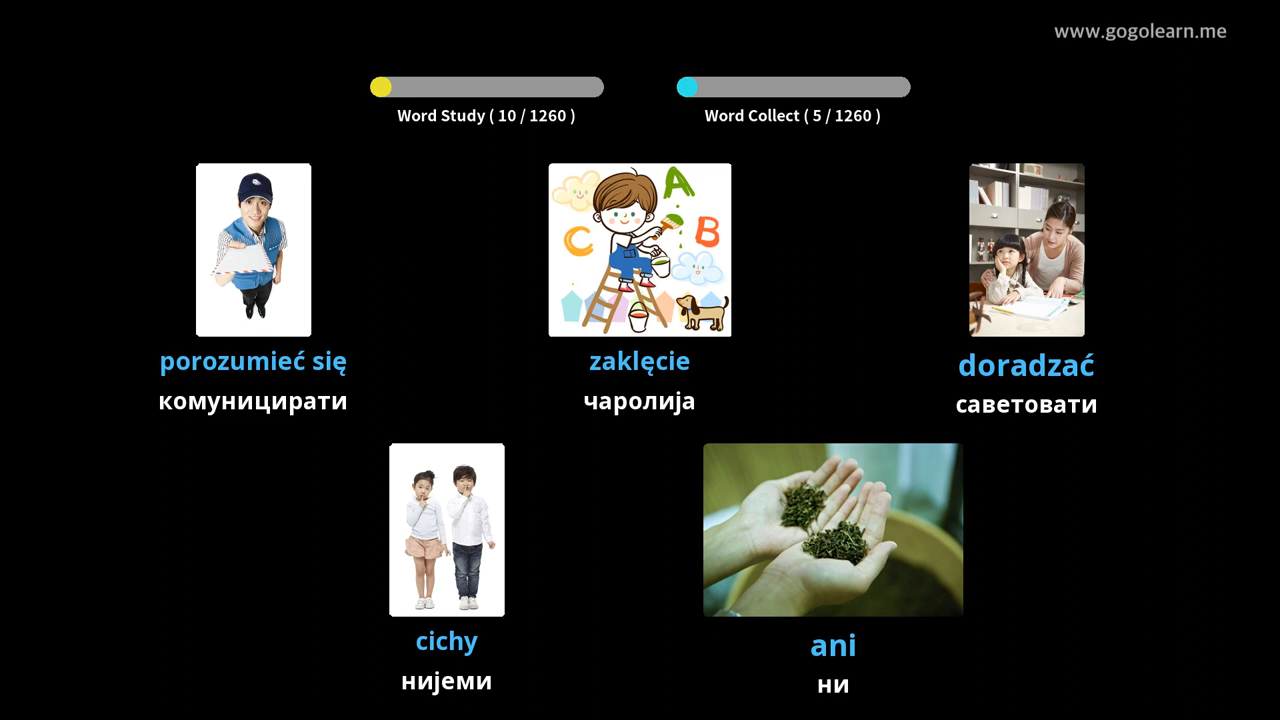 www.gogolearn.me
Word Study ( 10 / 1260 )
Word Collect ( 5 / 1260 )
A
B
C
porozumieć się
комуницирати
zaklęcie
чаролија
doradzać
саветовати
cichy
нијеми
ani
ни